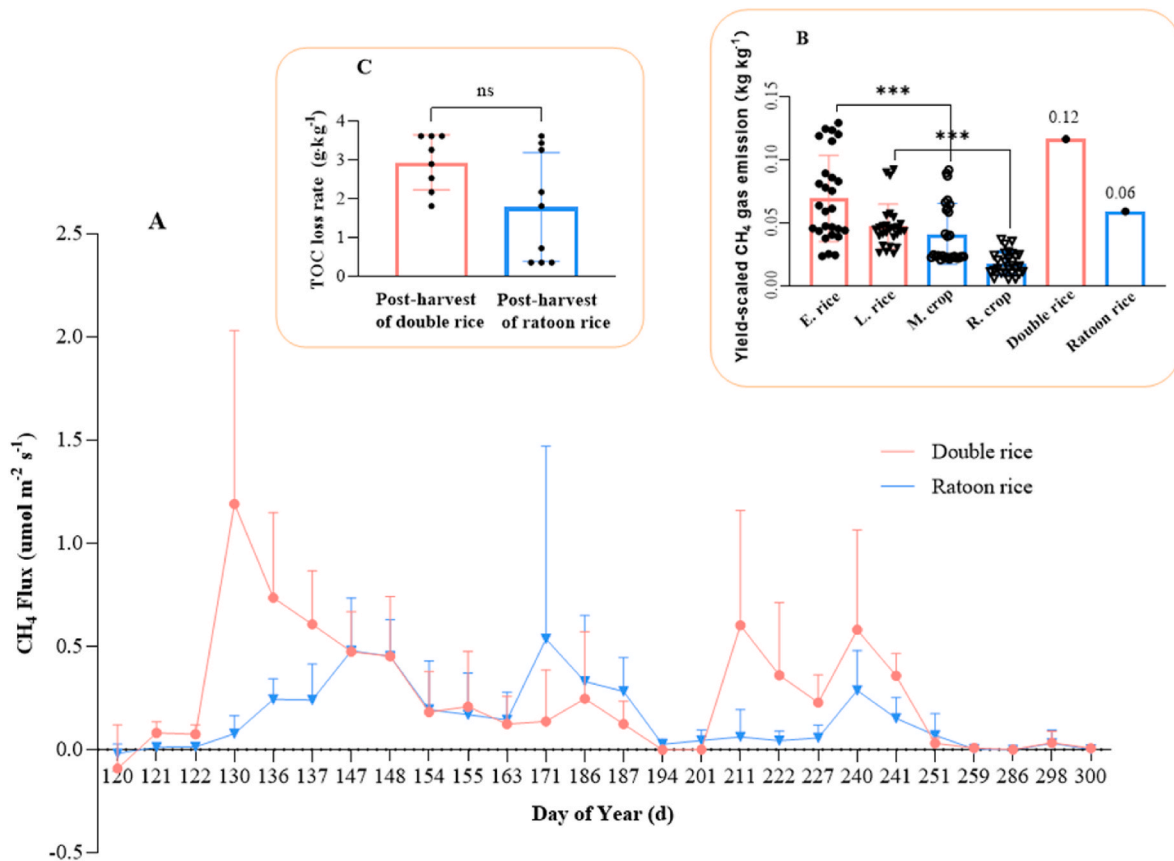 C
ns
TOC loss rate (g·kg⁻¹)
4
3
2
1
0
Post-harvest
of double rice
Post-harvest
of ratoon rice
B
Yield-scaled CH₄ gas emission (kg kg⁻¹)
0.15
0.10
0.05
0.00
***
***
0.12
0.06
E. rice
L. rice
M. crop
R. crop
Double rice
Ratoon rice
A
CH₄ Flux (umol m⁻² s⁻¹)
2.5
2.0
1.5
1.0
0.5
0.0
-0.5
Double rice
Ratoon rice
120 121 122 130 136 137 147 148 154 155 163 171 186 187 194 201 211 222 227 240 241 251 259 286 298 300
Day of Year (d)